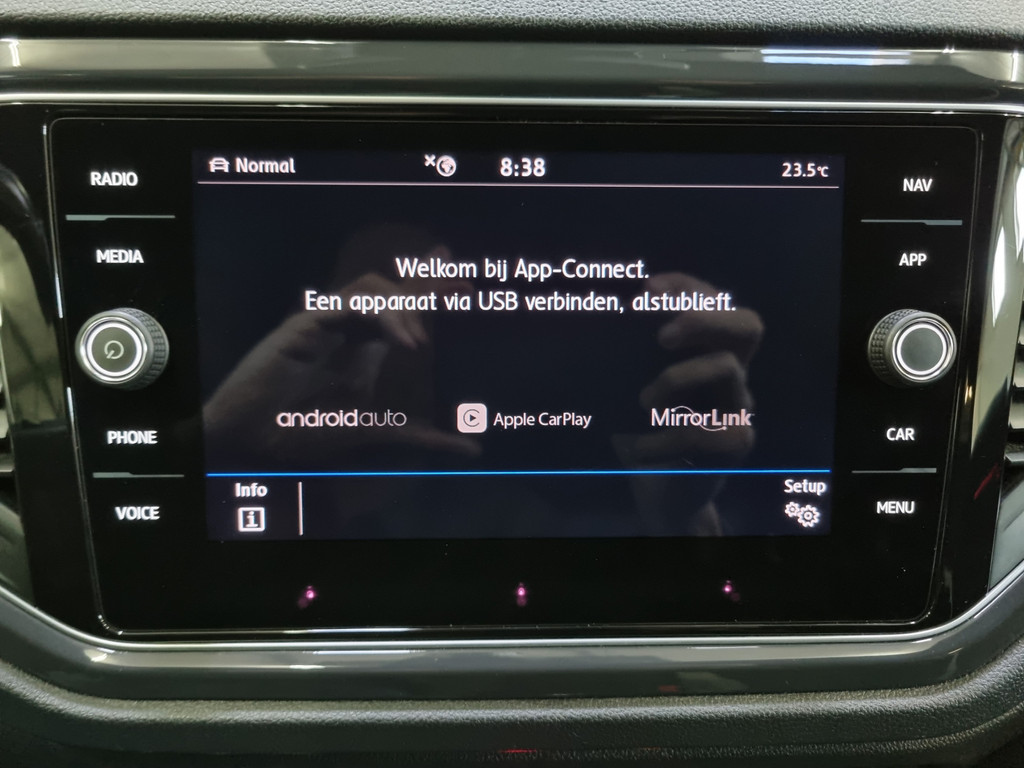 RADIO
MEDIA
PHONE
VOICE
Normal
8:38
23.5°C
Welkom bij App-Connect.
Een apparaat via USB verbinden, alstublieft.
androidauto
Apple CarPlay
MirrorLink
Info
Setup
NAV
APP
CAR
MENU